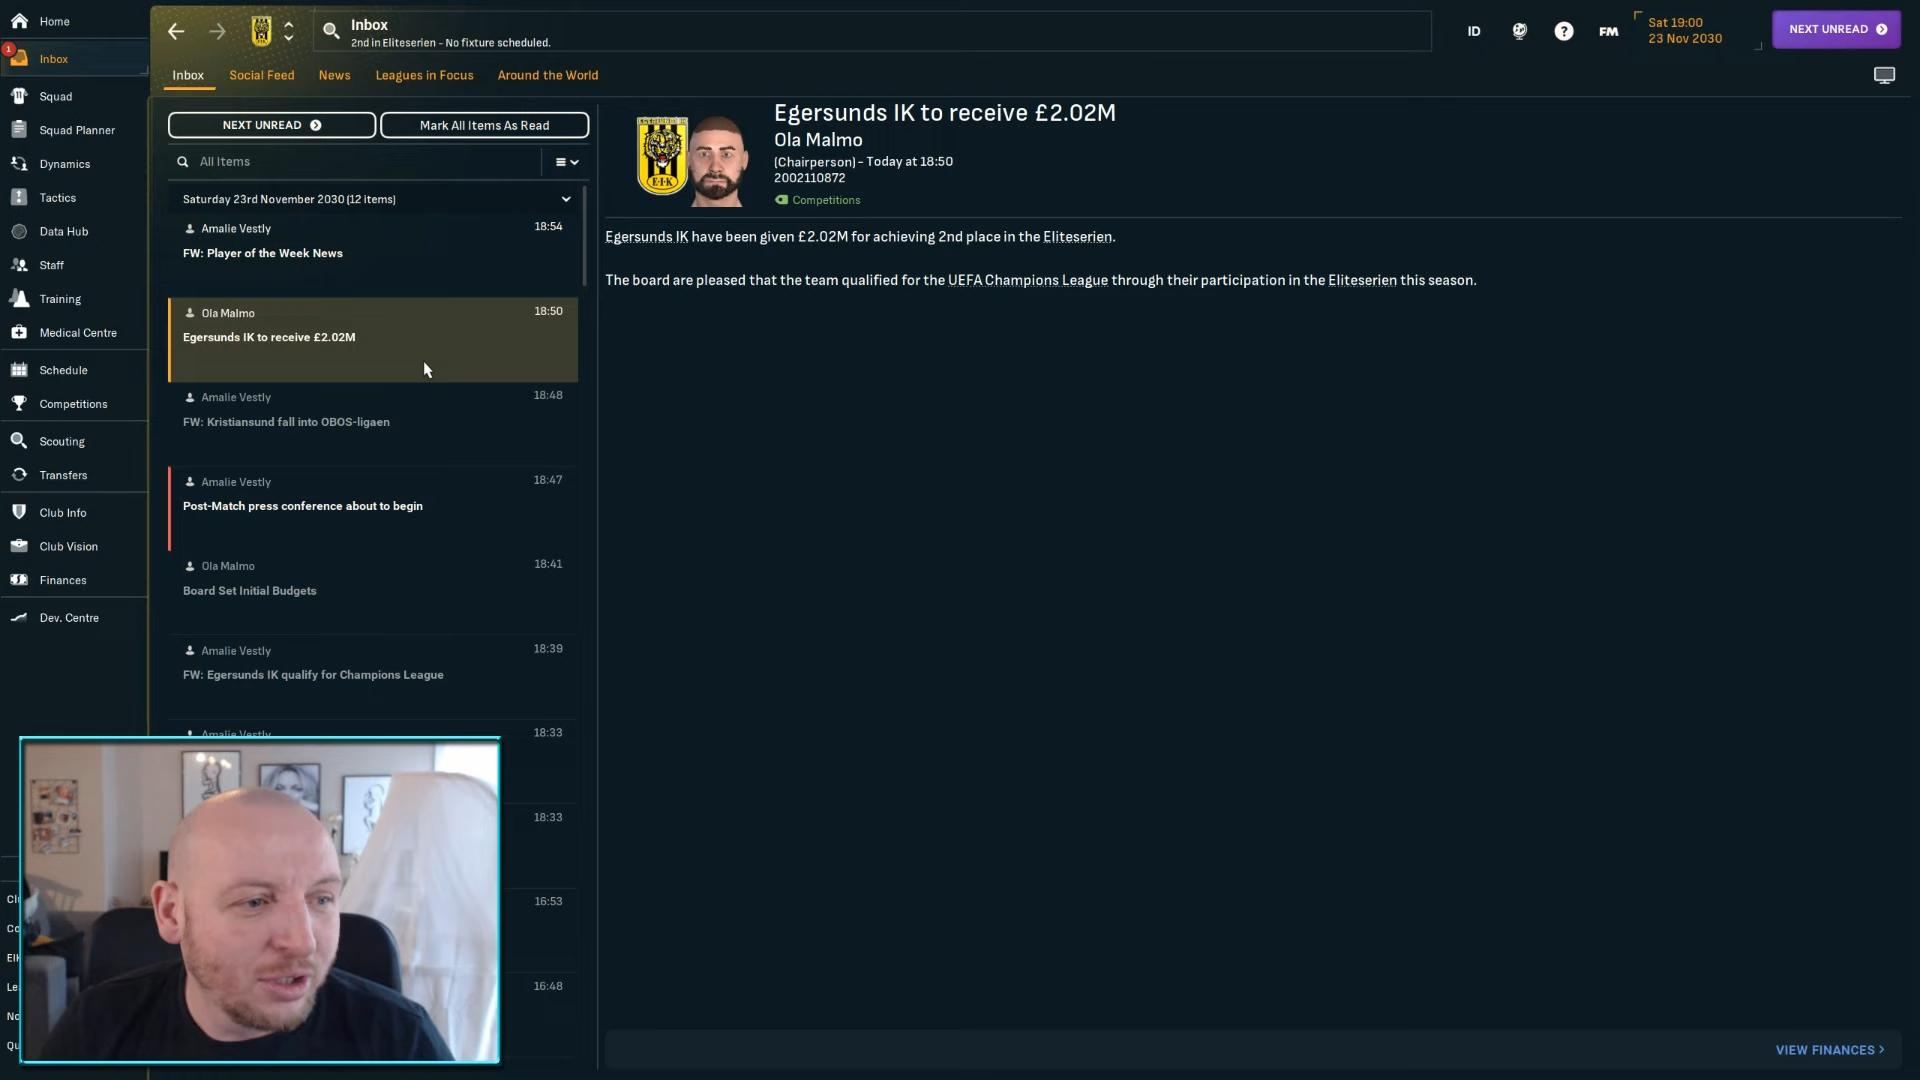 Home
Inbox
2nd in Eliteserien - No fixture scheduled.
ID
FM
Sat 19:00
23 Nov 2030
NEXT UNREAD
1
Inbox
Squad
Squad Planner
Dynamics
Tactics
Data Hub
Staff
Training
Medical Centre
Schedule
Competitions
Scouting
Transfers
Club Info
Club Vision
Finances
Dev. Centre
Inbox
Social Feed
News
Leagues in Focus
Around the World
NEXT UNREAD
Mark All Items As Read
All Items
Saturday 23rd November 2030 (12 items)
Amalie Vestly 18:54
FW: Player of the Week News
Ola Malmo 18:50
Egersunds IK to receive £2.02M
Amalie Vestly 18:48
FW: Kristiansund fall into OBOS-ligaen
Amalie Vestly 18:47
Post-Match press conference about to begin
Ola Malmo 18:41
Board Set Initial Budgets
Amalie Vestly 18:39
FW: Egersunds IK qualify for Champions League
Amalie Vestly 18:33
18:33
16:53
16:48
Egersunds IK to receive £2.02M
Ola Malmo
(Chairperson) - Today at 18:50
2002110872
Competitions
Egersunds IK have been given £2.02M for achieving 2nd place in the Eliteserien.
The board are pleased that the team qualified for the UEFA Champions League through their participation in the Eliteserien this season.
VIEW FINANCES >